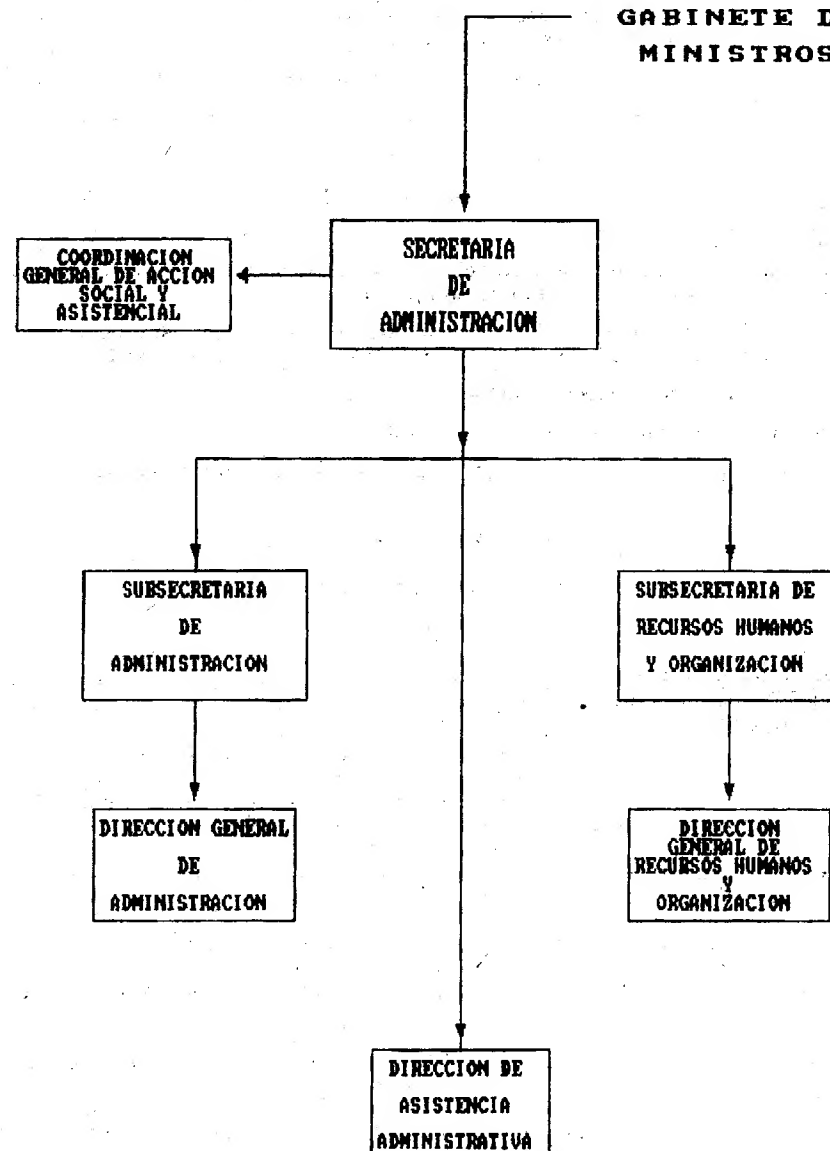 GABINETE D
MINISTROS
COORDINACION
GENERAL DE ACCION
SOCIAL Y
ASISTENCIAL
SECRETARIA
DE
ADMINISTRACION
SUBSECRETARIA
DE
ADMINISTRACION
SUBSECRETARIA DE
RECURSOS HUMANOS
Y ORGANIZACION
DIRECCION GENERAL
DE
ADMINISTRACION
DIRECCION
GENERAL DE
RECURSOS HUMANOS
Y
ORGANIZACION
DIRECCION DE
ASISTENCIA
ADMINISTRATIVA